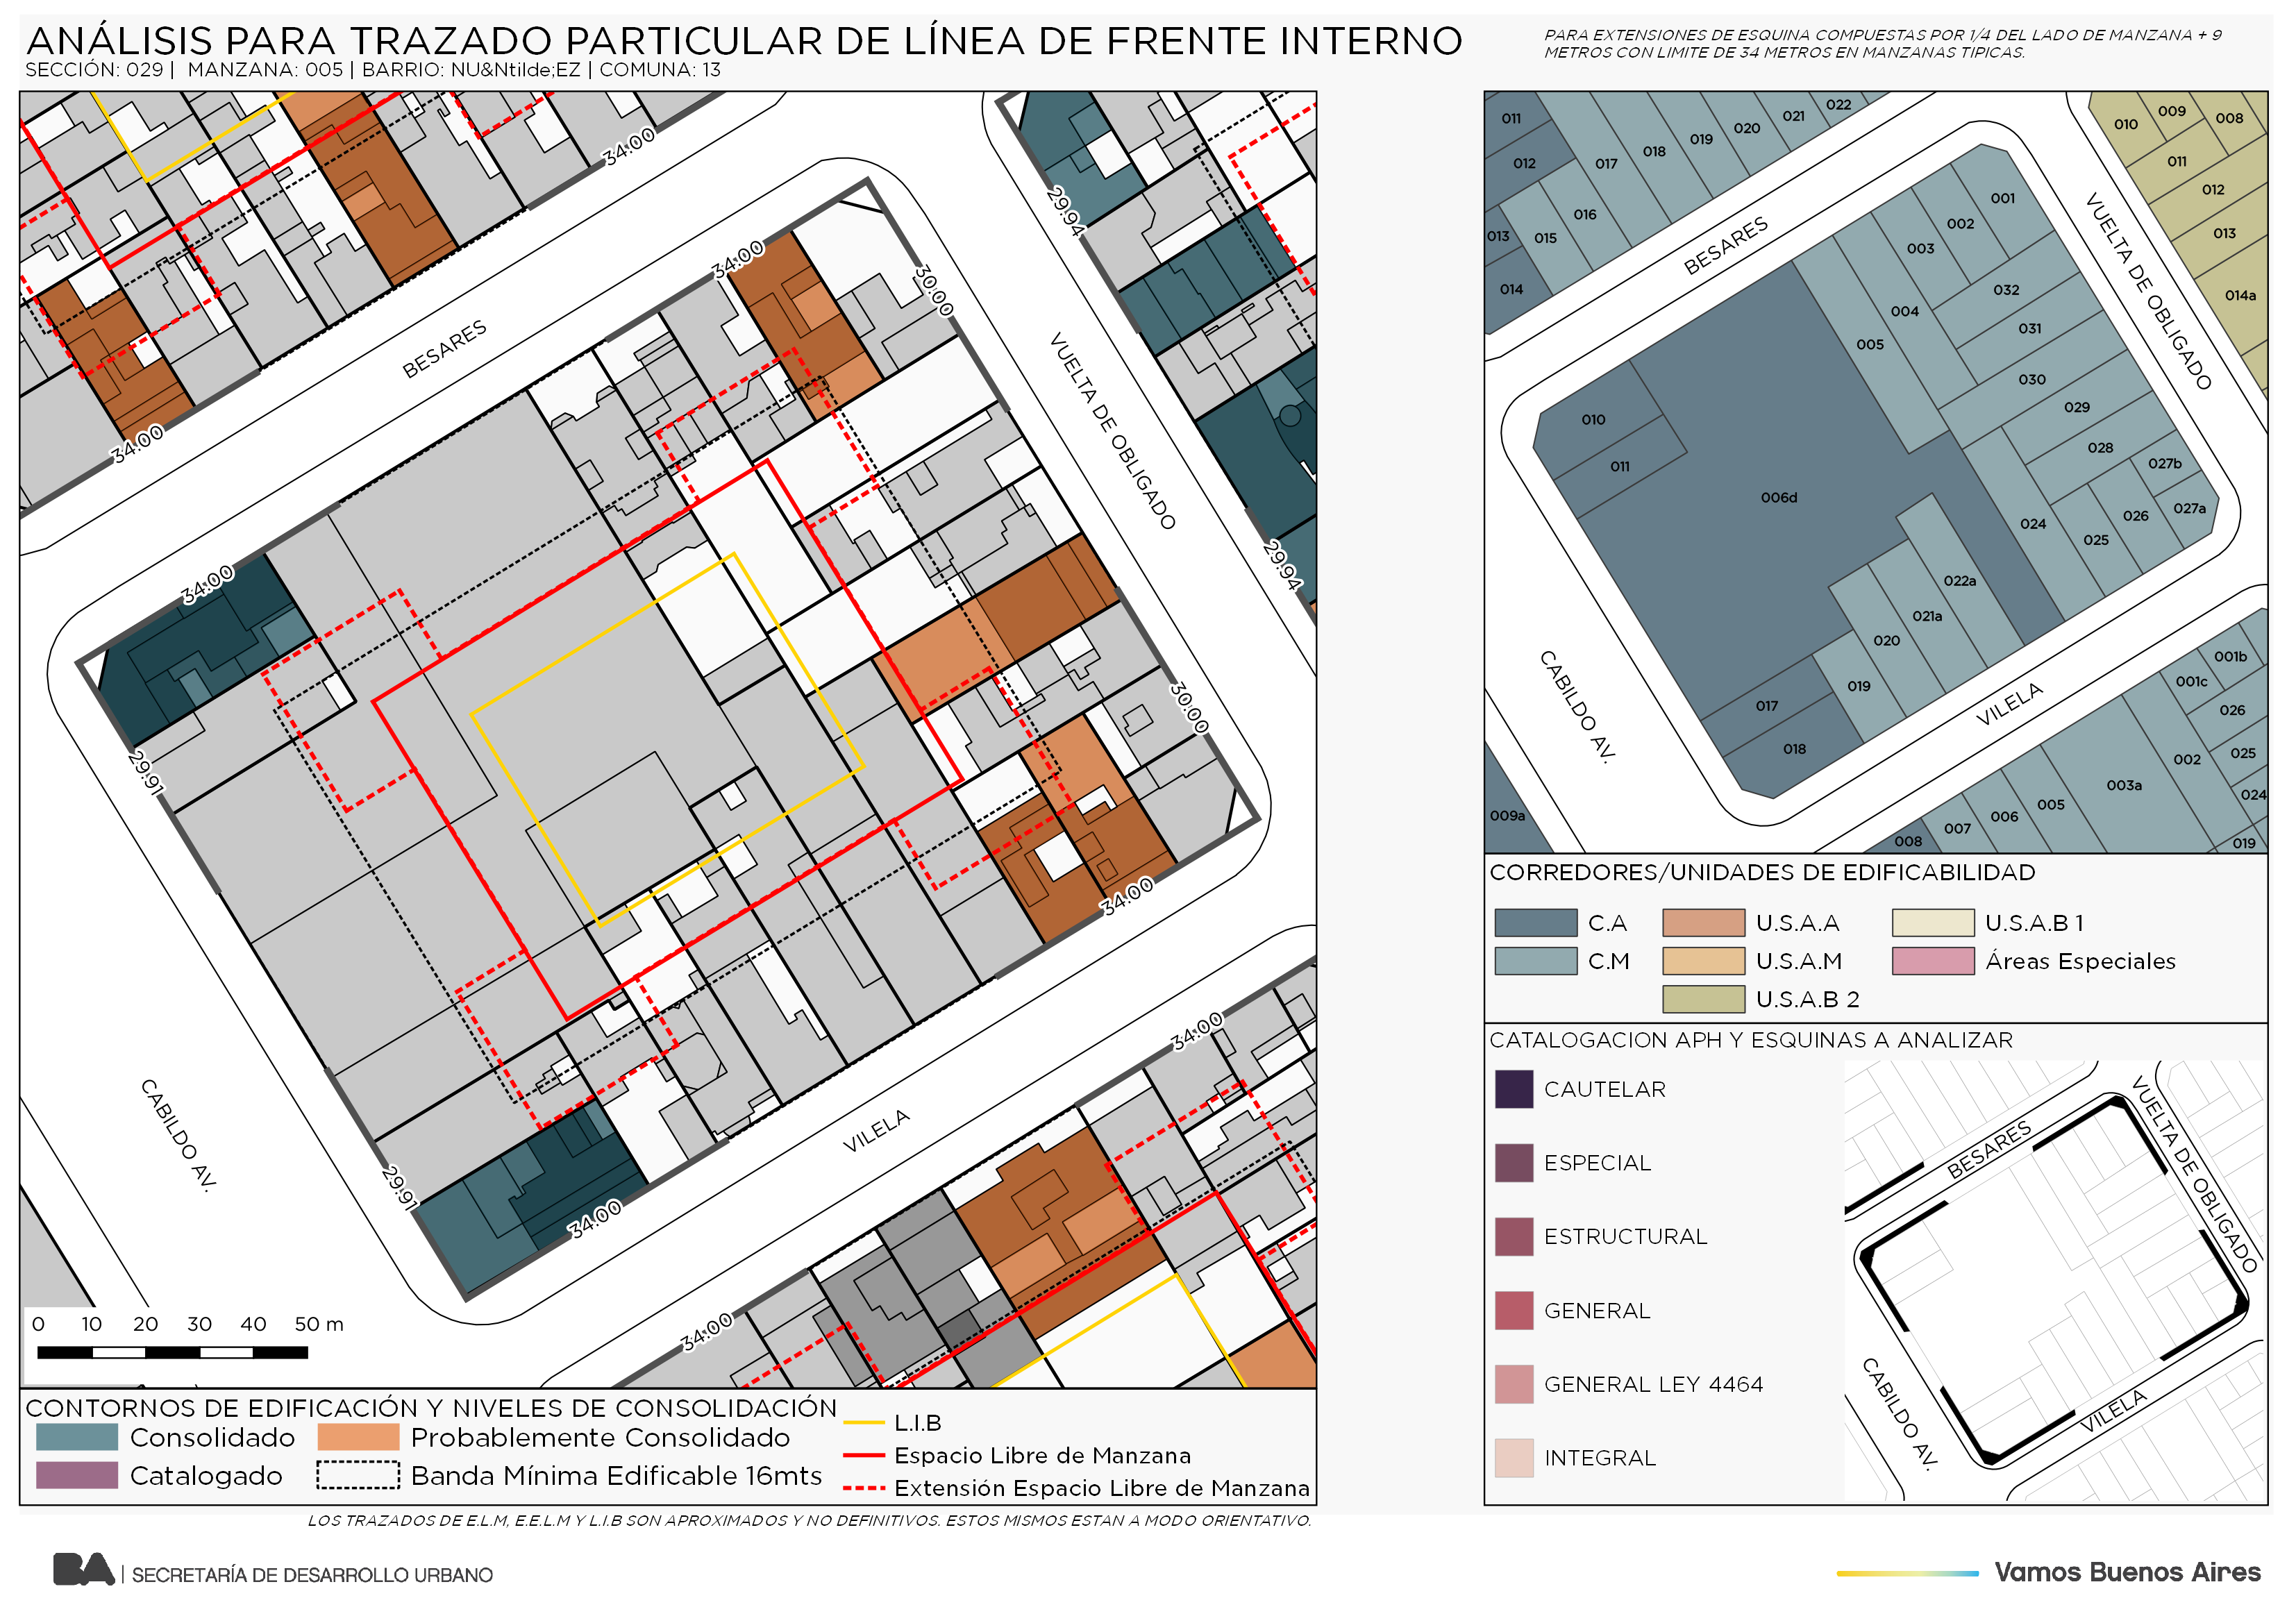 ANÁLISIS PARA TRAZADO PARTICULAR DE LÍNEA DE FRENTE INTERNO
SECCIÓN: 029 | MANZANA: 005 | BARRIO: NU&Ntilde;EZ | COMUNA: 13
PARA EXTENSIONES DE ESQUINA COMPUESTAS POR 1/4 DEL LADO DE MANZANA + 9
METROS CON LIMITE DE 34 METROS EN MANZANAS TIPICAS.
34.00
29.94
34.00
30.00
BESARES
VUELTA DE OBLIGADO
34.00
29.94
34.00
30.00
29.91
34.00
29.91
34.00
34.00
VILELA
CABILDO AV.
34.00
0 10 20 30 40 50 m
011
012
013
014
015
016
017
018
019
020
021
022
010
009
008
011
012
013
014a
BESARES
VUELTA DE OBLIGADO
001
002
003
004
005
032
031
030
029
028
027b
027a
026
025
024
010
011
006d
022a
021a
020
019
017
018
CABILDO AV.
VILELA
009a
008
007
006
005
003a
002
001c
001b
026
025
024
019
CORREDORES/UNIDADES DE EDIFICABILIDAD
C.A
U.S.A.A
U.S.A.B 1
C.M
U.S.A.M
Áreas Especiales
U.S.A.B 2
CATALOGACION APH Y ESQUINAS A ANALIZAR
CAUTELAR
ESPECIAL
ESTRUCTURAL
GENERAL
GENERAL LEY 4464
INTEGRAL
BESARES
VUELTA DE OBLIGADO
CABILDO AV.
VILELA
CONTORNOS DE EDIFICACIÓN Y NIVELES DE CONSOLIDACIÓN
Consolidado
Probablemente Consolidado
Catalogado
Banda Mínima Edificable 16mts
L.I.B
Espacio Libre de Manzana
Extensión Espacio Libre de Manzana
LOS TRAZADOS DE E.L.M, E.E.L.M Y L.I.B SON APROXIMADOS Y NO DEFINITIVOS. ESTOS MISMOS ESTAN A MODO ORIENTATIVO.
BA | SECRETARÍA DE DESARROLLO URBANO
Vamos Buenos Aires